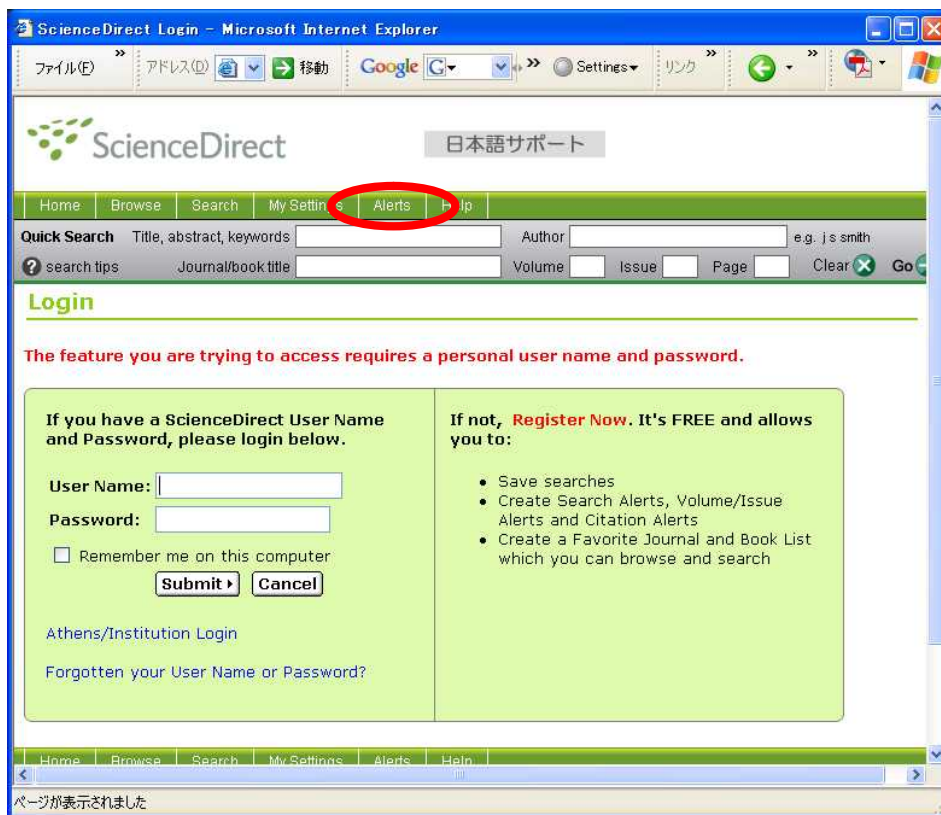 ScienceDirect Login - Microsoft Internet Explorer
ファイル(F) » アドレス(D) 移動 Google G » Settings リンク » »
ScienceDirect 日本語サポート
Home Browse Search My Settings Alerts Help
Quick Search Title, abstract, keywords Author e.g. j s smith
? search tips Journal/book title Volume Issue Page Clear Go
Login
The feature you are trying to access requires a personal user name and password.
If you have a ScienceDirect User Name
and Password, please login below.
User Name:
Password:
Remember me on this computer
Submit Cancel
Athens/Institution Login
Forgotten your User Name or Password?
If not, Register Now. It's FREE and allows
you to:
• Save searches
• Create Search Alerts, Volume/Issue
Alerts and Citation Alerts
• Create a Favorite Journal and Book List
which you can browse and search
Home Browse Search My Settings Alerts Help
ページが表示されました